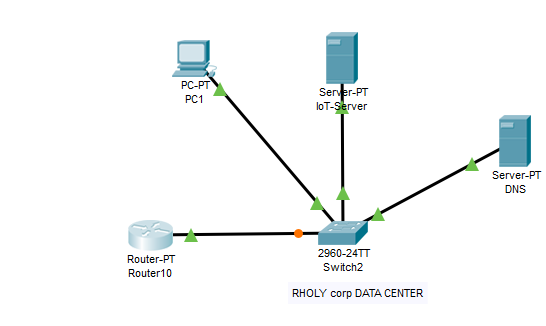 PC-PT
PC1
Server-PT
IoT-Server
Server-PT
DNS
Router-PT
Router10
2960-24TT
Switch2
RHOLY corp DATA CENTER